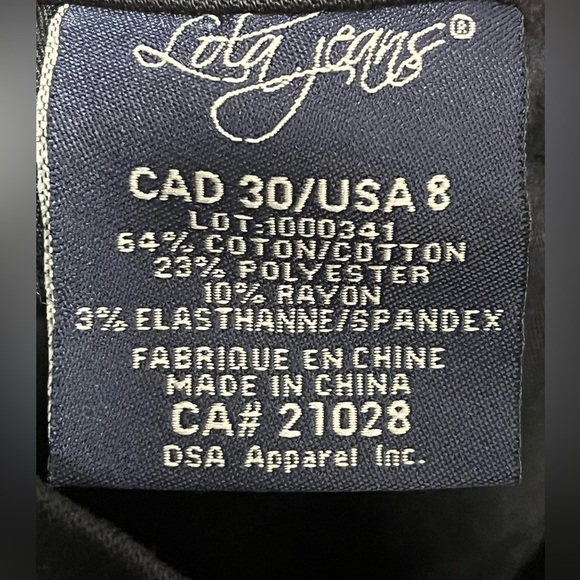 Lola jeans®
CAD 30/USA 8
LOT:1000341
64% COTON/COTTON
23% POLYESTER
10% RAYON
3% ELASTHANNE/SPANDEX
FABRIQUE EN CHINE
MADE IN CHINA
CA# 21028
DSA Apparel Inc.